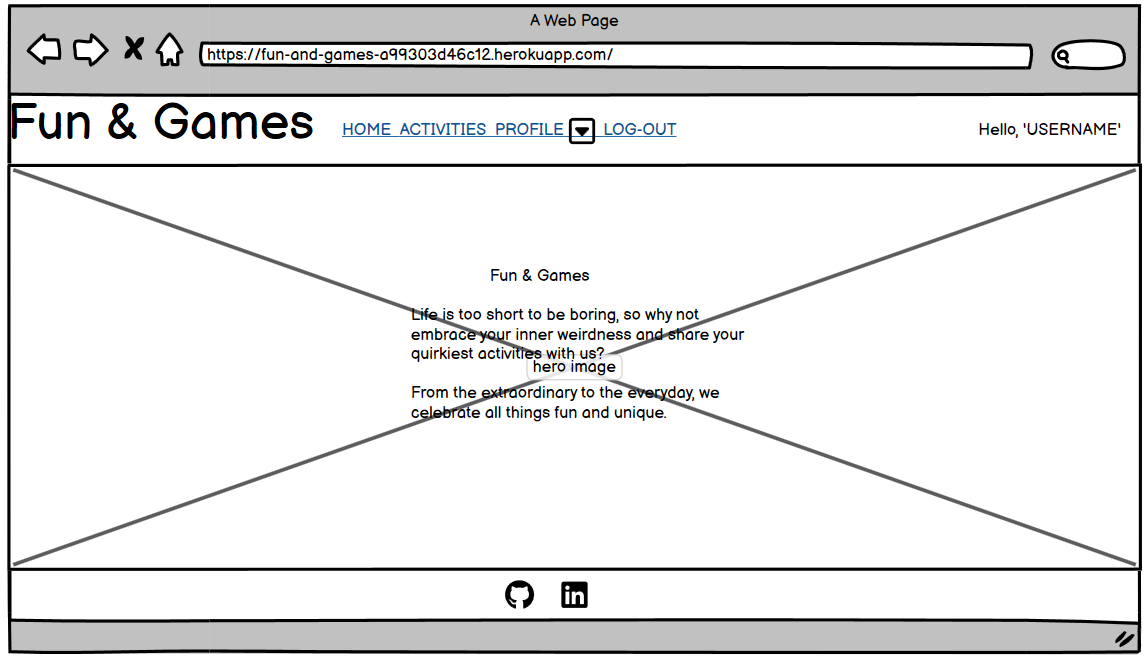 A Web Page
https://fun-and-games-a99303d46c12.herokuapp.com/
Fun & Games
HOME ACTIVITIES PROFILE LOG-OUT
Hello, 'USERNAME'
Fun & Games
Life is too short to be boring, so why not
embrace your inner weirdness and share your
quirkiest activities with us?
hero image
From the extraordinary to the everyday, we
celebrate all things fun and unique.
in